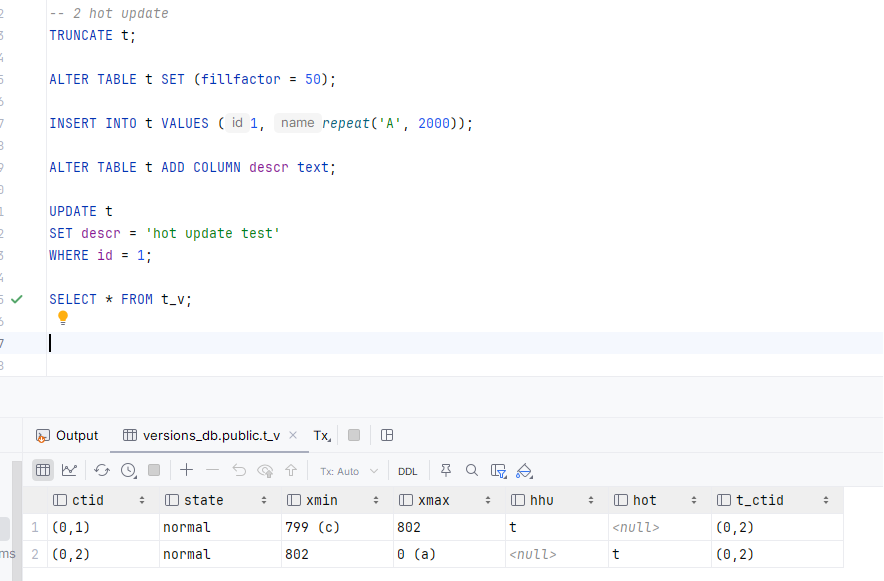 -- 2 hot update
TRUNCATE t;
ALTER TABLE t SET (fillfactor = 50);
INSERT INTO t VALUES ( id 1, name repeat('A', 2000));
ALTER TABLE t ADD COLUMN descr text;
UPDATE t
SET descr = 'hot update test'
WHERE id = 1;
SELECT * FROM t_v;
Output versions_db.public.t_v × Tx
Tx: Auto DDL
ctid state xmin xmax hhu hot t_ctid
1 (0,1) normal 799 (c) 802 t <null> (0,2)
2 (0,2) normal 802 0 (a) <null> t (0,2)
ms